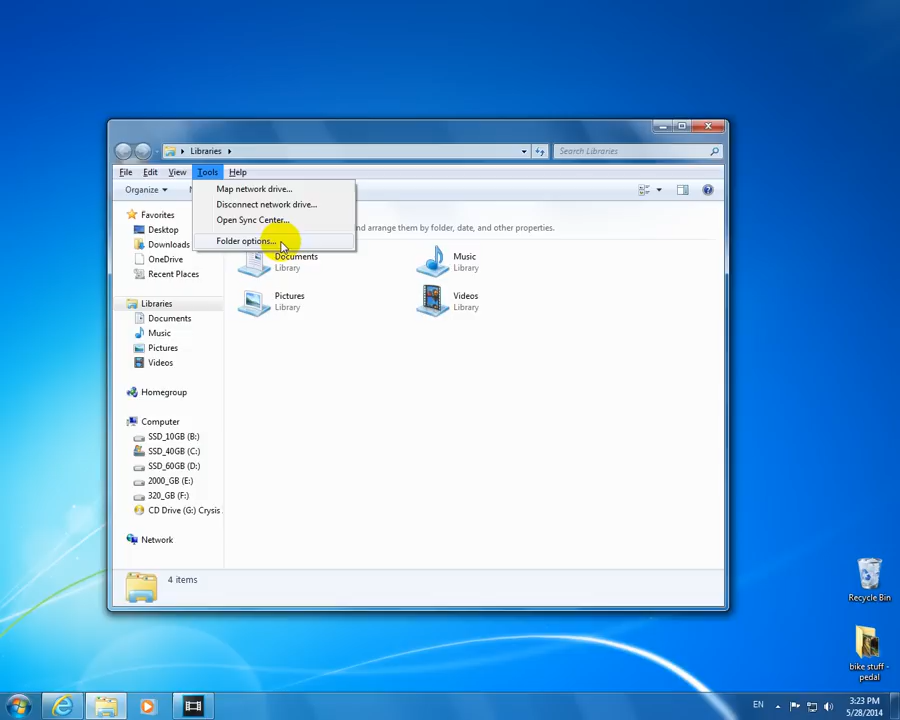 Libraries
Search Libraries
File Edit View Tools Help
Organize
Map network drive...
Disconnect network drive...
Open Sync Center...
Folder options...
and arrange them by folder, date, and other properties.
Favorites
Desktop
Downloads
OneDrive
Recent Places
Libraries
Documents
Music
Pictures
Videos
Homegroup
Computer
SSD_10GB (B:)
SSD_40GB (C:)
SSD_60GB (D:)
2000_GB (E:)
320_GB (F:)
CD Drive (G:) Crysis
Network
Documents
Library
Music
Library
Pictures
Library
Videos
Library
4 items
Recycle Bin
bike stuff -
pedal
EN
3:23 PM
5/28/2014